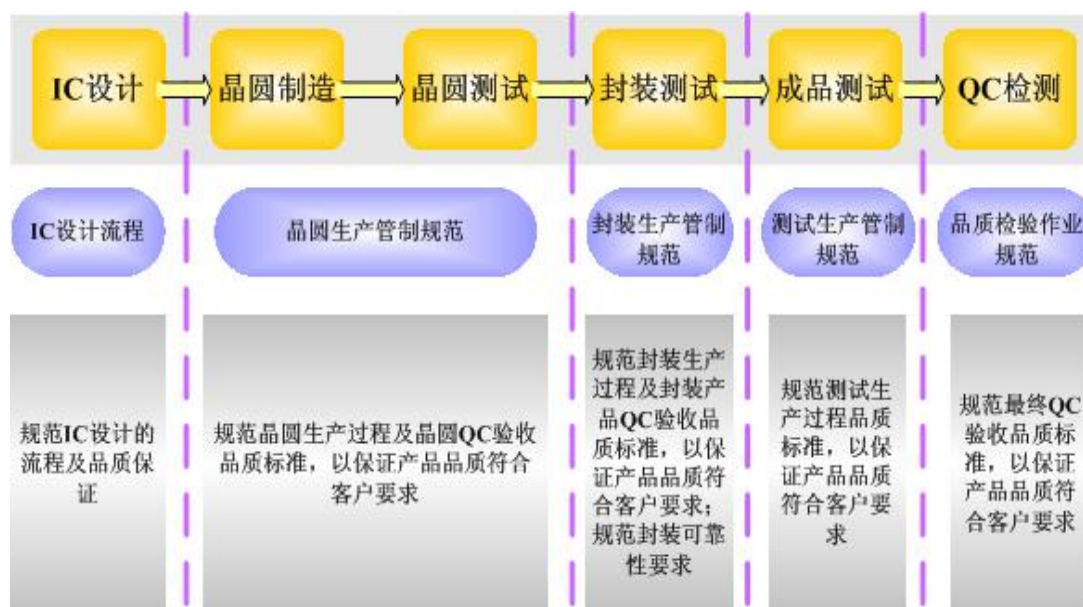 IC设计
晶圆制造
晶圆测试
封装测试
成品测试
QC检测
IC设计流程
晶圆生产管制规范
封装生产管制
规范
测试生产管制
规范
品质检验作业
规范
规范IC设计的
流程及品质保
证
规范晶圆生产过程及晶圆QC验收
品质标准，以保证产品品质符合
客户要求
规范封装生产
过程及封装产
品QC验收品
质标准，以保
证产品品质符
合客户要求；
规范封装可靠
性要求
规范测试生
产过程品质
标准，以保
证产品品质
符合客户要
求
规范最终QC
验收品质标
准，以保证
产品品质符
合客户要求